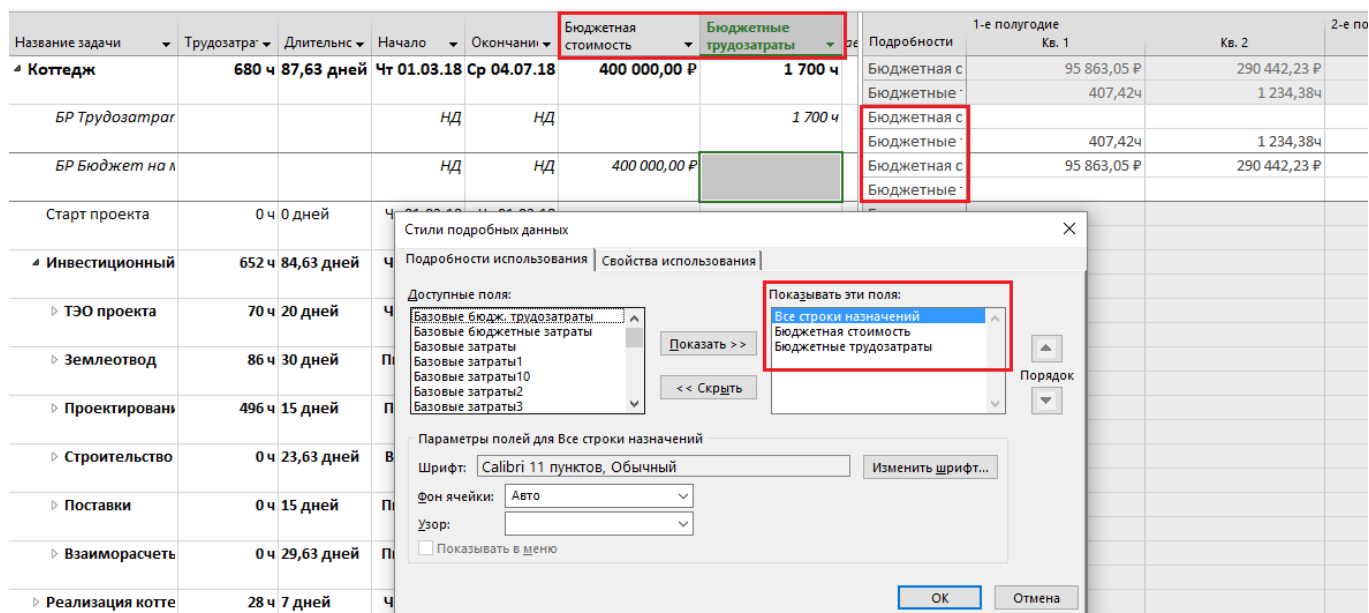 Название задачи Трудозатра Длительнс Начало Окончани Бюджетная стоимость Бюджетные трудозатраты Подробности 1-е полугодие Кв. 1 Кв. 2 2-е по
Коттедж 680 ч 87,63 дней Чт 01.03.18 Ср 04.07.18 400 000,00 ₽ 1 700 ч Бюджетная с 95 863,05 ₽ 290 442,23 ₽
Бюджетные 407,42ч 1 234,38ч
БР Трудозатрат НД НД 1 700 ч Бюджетная с
Бюджетные 407,42ч 1 234,38ч
БР Бюджет на м НД НД 400 000,00 ₽ Бюджетная с 95 863,05 ₽ 290 442,23 ₽
Бюджетные
Старт проекта 0 ч 0 дней
Инвестиционный 652 ч 84,63 дней
ТЭО проекта 70 ч 20 дней
Землеотвод 86 ч 30 дней
Проектировани 496 ч 15 дней
Строительство 0 ч 23,63 дней
Поставки 0 ч 15 дней
Взаиморасчеть 0 ч 29,63 дней
Реализация котте 28 ч 7 дней
Стили подробных данных
Подробности использования Свойства использования
Доступные поля: Показывать эти поля:
Базовые бюдж. трудозатраты Все строки назначений
Базовые бюджетные затраты Бюджетная стоимость
Базовые затраты Бюджетные трудозатраты
Базовые затраты1
Базовые затраты10
Базовые затраты2
Базовые затраты3
Показать >>
<< Скрыть
Порядок
Параметры полей для Все строки назначений
Шрифт: Calibri 11 пунктов, Обычный Изменить шрифт...
Фон ячейки: Авто
Узор:
Показывать в меню
ОК Отмена